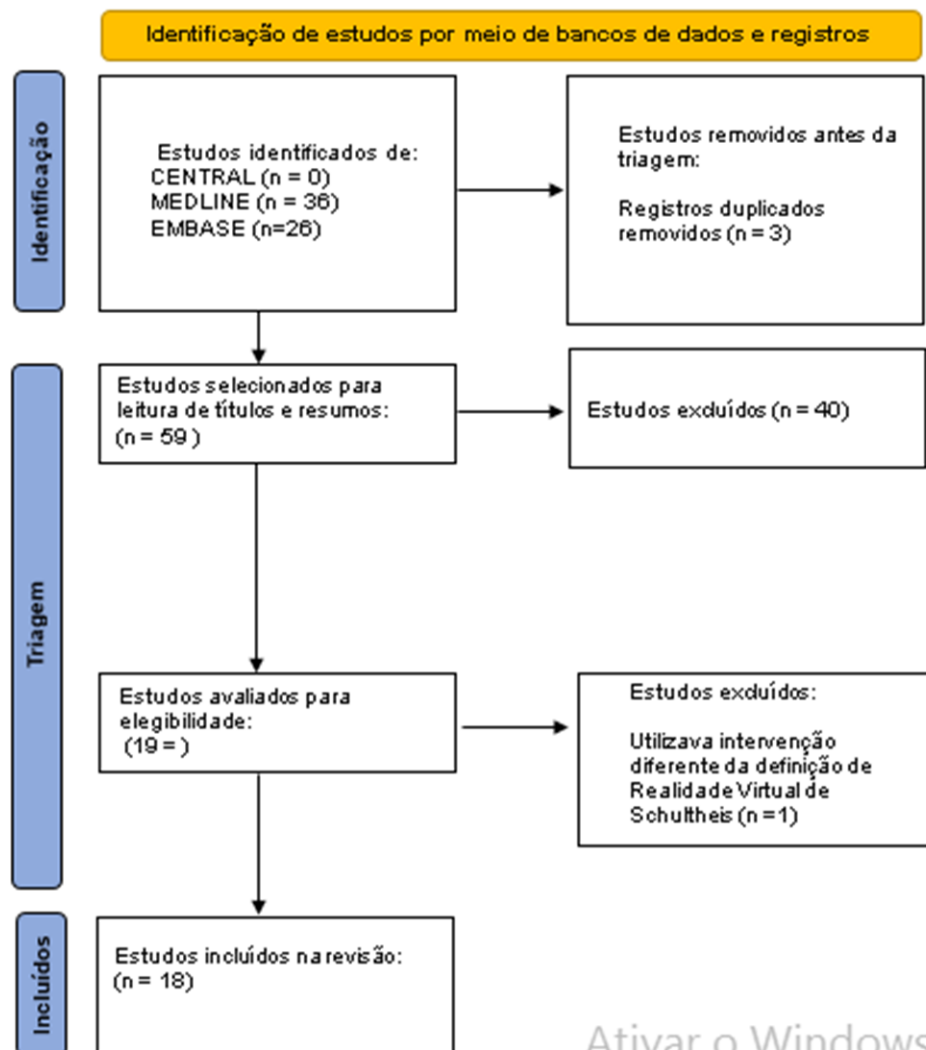 Identificação de estudos por meio de bancos de dados e registros
Identificação
Estudos identificados de:
CENTRAL (n = 0)
MEDLINE (n = 36)
EMBASE (n=26)
Estudos removidos antes da
triagem:
Registros duplicados
removidos (n = 3)
Triagem
Estudos selecionados para
leitura de títulos e resumos:
(n = 59 )
Estudos excluídos (n = 40)
Estudos avaliados para
elegibilidade:
(19 = )
Estudos excluídos:
Utilizava intervenção
diferente da definição de
Realidade Virtual de
Schultheis (n =1)
Incluídos
Estudos incluídos na revisão:
(n = 18)
Ativar o Windows